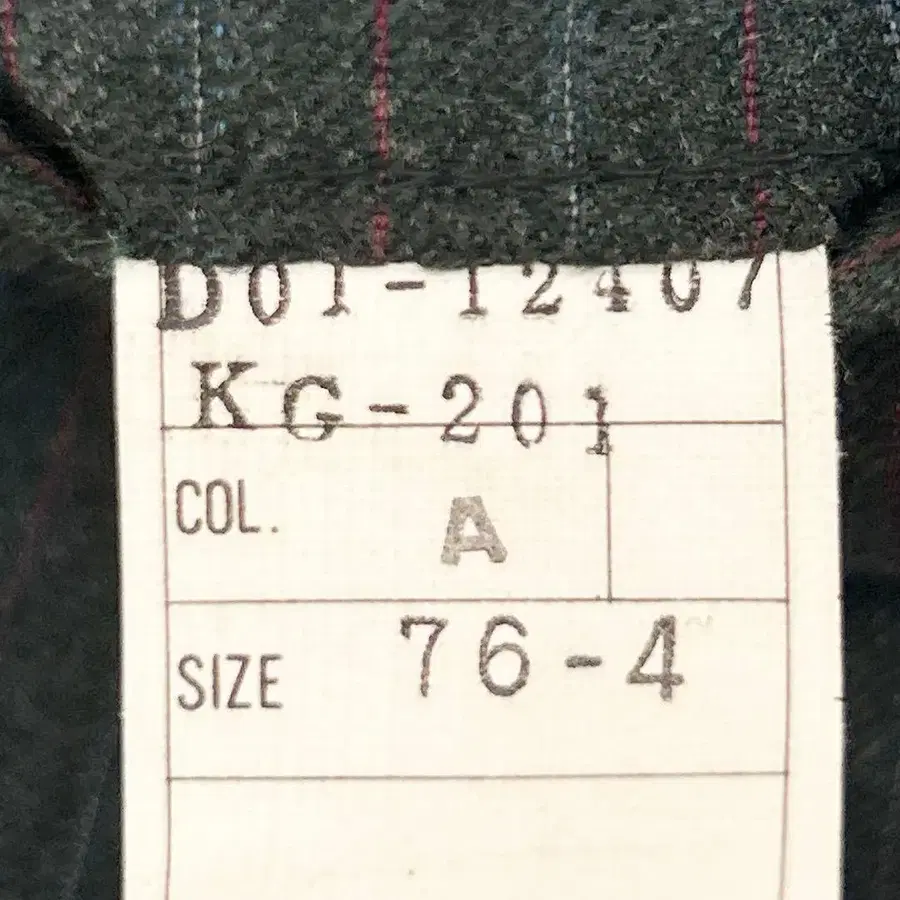 D01-12407
KG-201
COL. A
SIZE 76-4